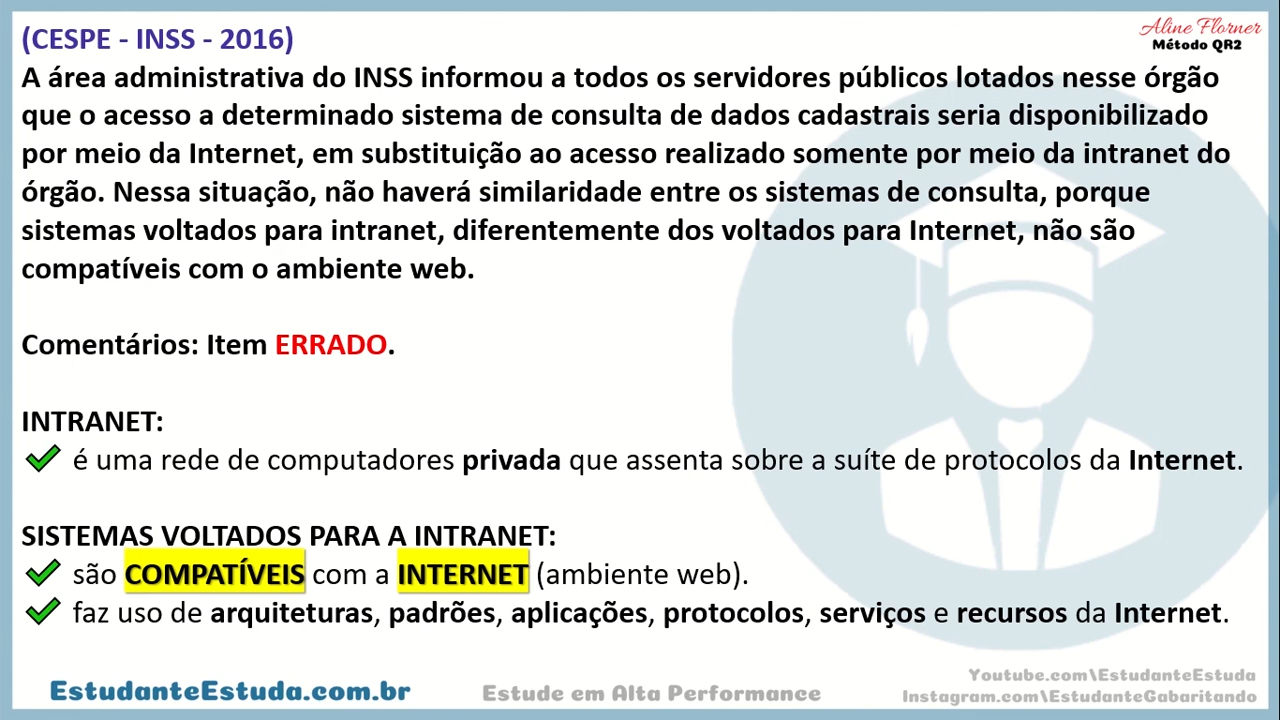 (CESPE - INSS - 2016)
Aline Florner
Método QR2
A área administrativa do INSS informou a todos os servidores públicos lotados nesse órgão
que o acesso a determinado sistema de consulta de dados cadastrais seria disponibilizado
por meio da Internet, em substituição ao acesso realizado somente por meio da intranet do
órgão. Nessa situação, não haverá similaridade entre os sistemas de consulta, porque
sistemas voltados para intranet, diferentemente dos voltados para Internet, não são
compatíveis com o ambiente web.
Comentários: Item ERRADO.
INTRANET:
é uma rede de computadores privada que assenta sobre a suíte de protocolos da Internet.
SISTEMAS VOLTADOS PARA A INTRANET:
são COMPATÍVEIS com a INTERNET (ambiente web).
faz uso de arquiteturas, padrões, aplicações, protocolos, serviços e recursos da Internet.
EstudanteEstuda.com.br
Estude em Alta Performance
Youtube.com\EstudanteEstuda
Instagram.com\EstudanteGabaritando